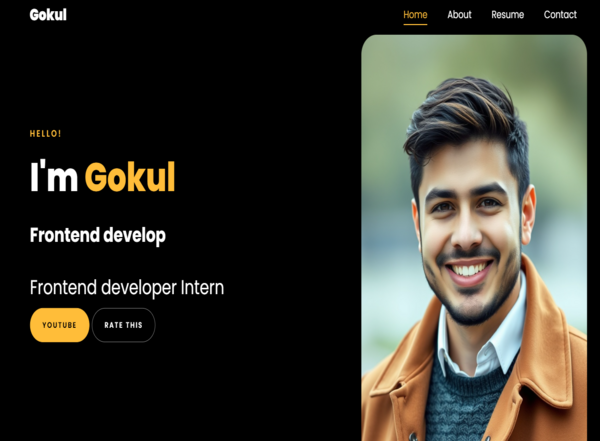 Gokul
Home About Resume Contact
HELLO!
I'm Gokul
Frontend develop
Frontend developer Intern
YOUTUBE RATE THIS